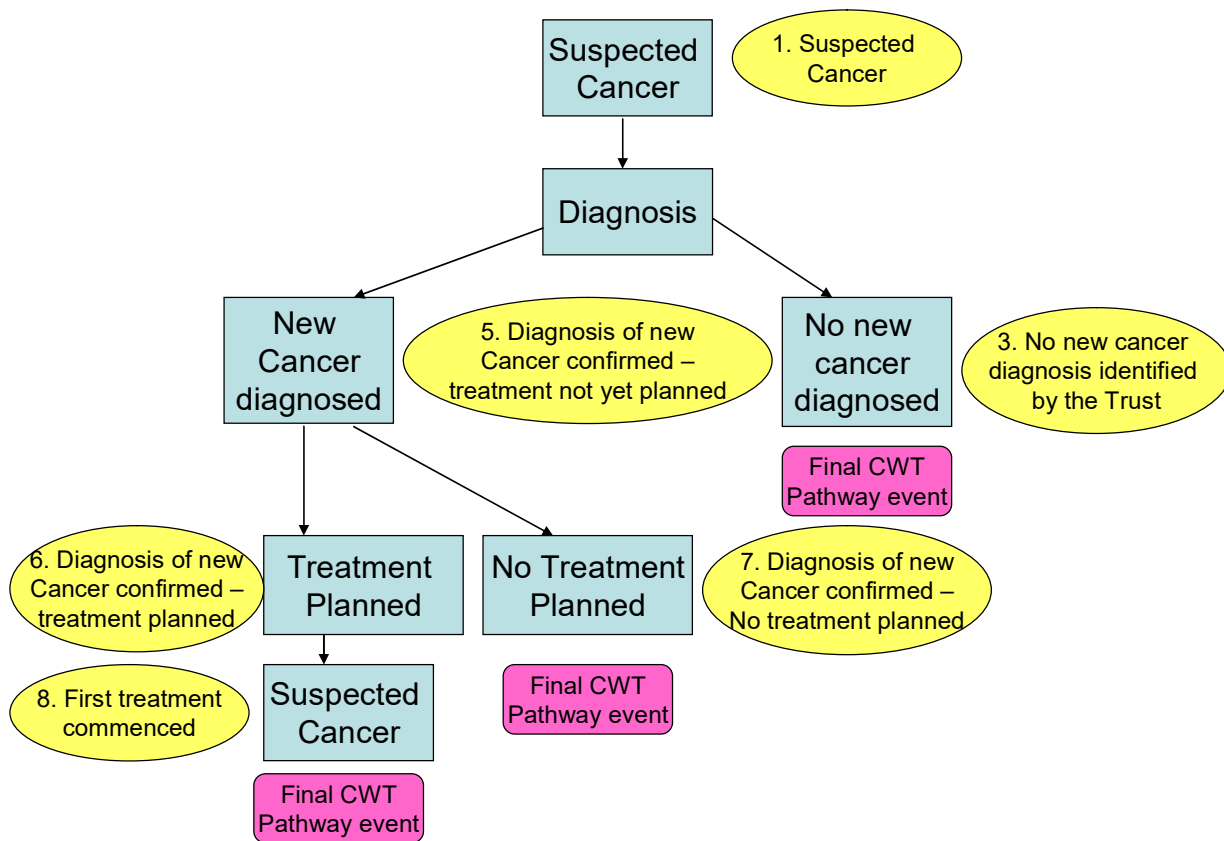 Suspected
Cancer
1. Suspected
Cancer
Diagnosis
New
Cancer
diagnosed
5. Diagnosis of new
Cancer confirmed –
treatment not yet planned
No new
cancer
diagnosed
3. No new cancer
diagnosis identified
by the Trust
Final CWT
Pathway event
6. Diagnosis of new
Cancer confirmed –
treatment planned
Treatment
Planned
No Treatment
Planned
7. Diagnosis of new
Cancer confirmed –
No treatment planned
8. First treatment
commenced
Suspected
Cancer
Final CWT
Pathway event
Final CWT
Pathway event